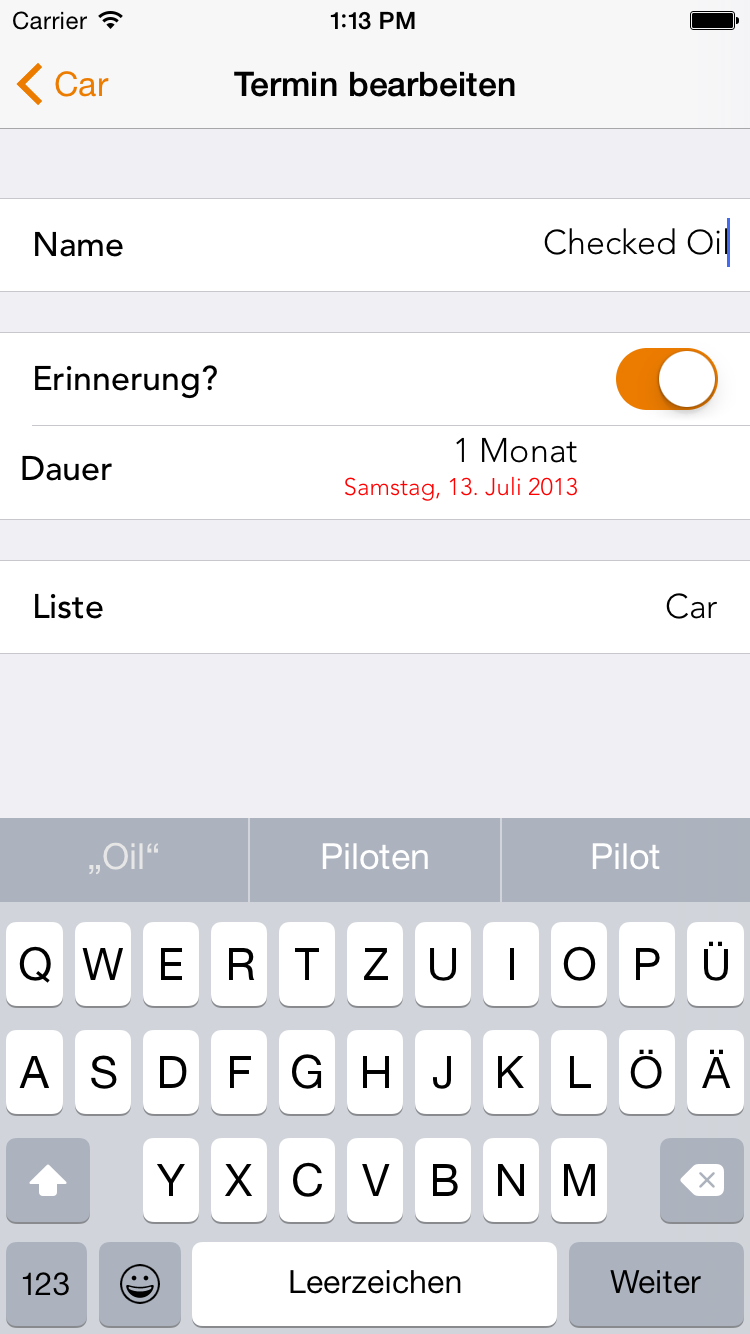 Carrier 1:13 PM
Car Termin bearbeiten
Name Checked Oil
Erinnerung?
Dauer 1 Monat
Samstag, 13. Juli 2013
Liste Car
„Oil“ Piloten Pilot
Q W E R T Z U I O P Ü
A S D F G H J K L Ö Ä
Y X C V B N M
123 Leerzeichen Weiter